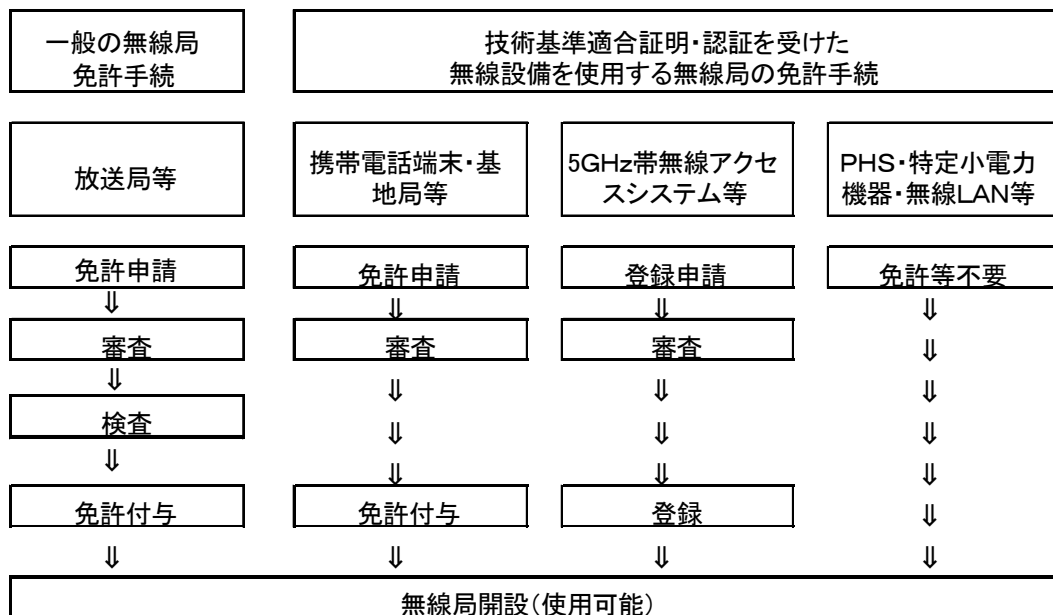 一般の無線局
免許手続
技術基準適合証明・認証を受けた
無線設備を使用する無線局の免許手続
放送局等
携帯電話端末・基
地局等
5GHz帯無線アクセ
スシステム等
PHS・特定小電力
機器・無線LAN等
免許申請
免許申請
登録申請
免許等不要
⇓ ⇓ ⇓ ⇓
審査
審査
審査
⇓
⇓ ⇓ ⇓ ⇓
検査
⇓ ⇓ ⇓
⇓ ⇓ ⇓ ⇓
免許付与
免許付与
登録
⇓
⇓ ⇓ ⇓ ⇓
無線局開設(使用可能)